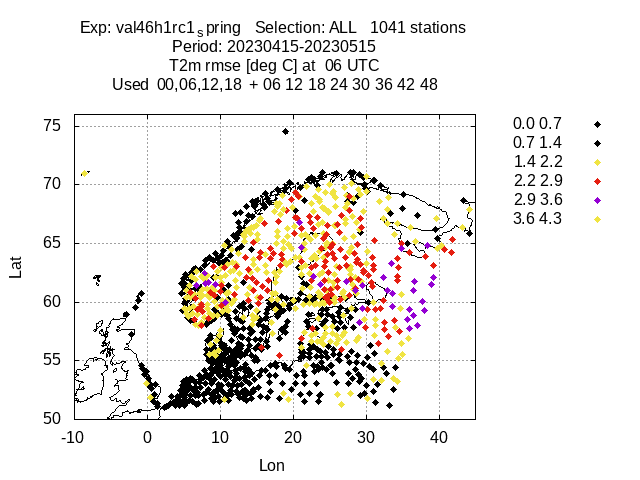 Exp: val46h1rc1spring   Selection: ALL   1041 stations
Period: 20230415-20230515
T2m rmse [deg C] at  06 UTC
Used  00,06,12,18  + 06 12 18 24 30  36 42 48
0.0 0.7
0.7 1.4
1.4 2.2
2.2 2.9
2.9 3.6
3.6 4.3
75
70
65
60
55
50
Lat
-10 0 10 20 30 40
Lon